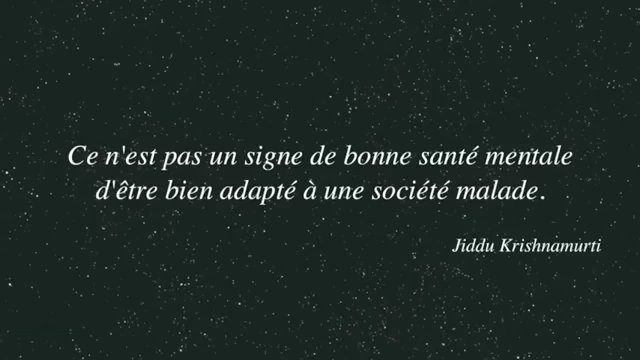 Ce n'est pas un signe de bonne santé mentale
d'être bien adapté à une société malade.
Jiddu Krishnamurti